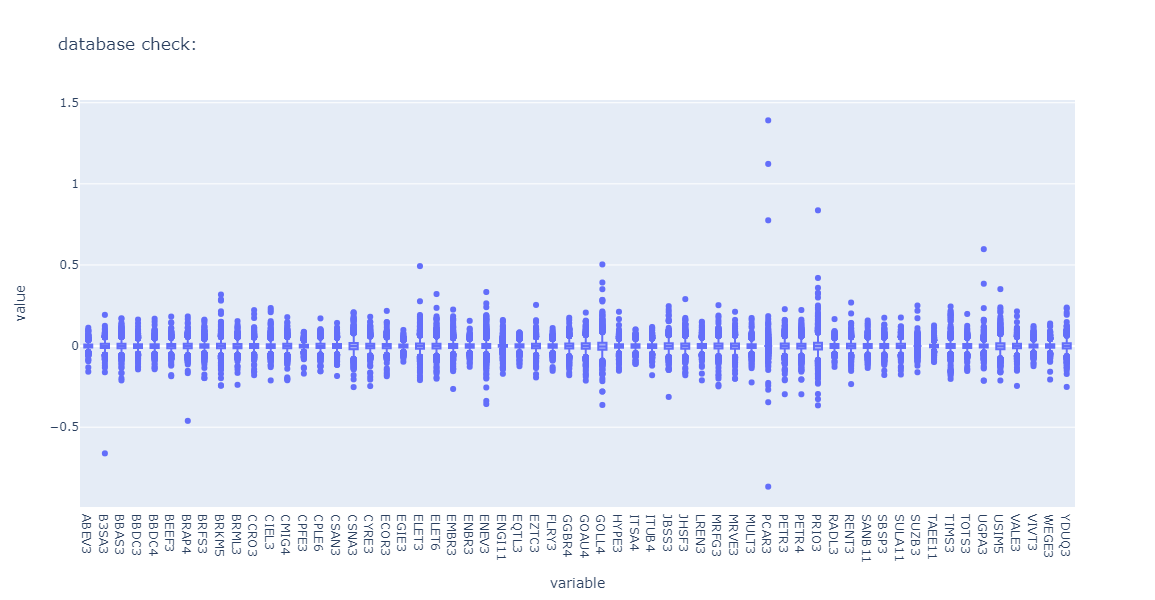 database check:
1.5
1
0.5
0
−0.5
value
ABEV3
B3SA3
BBAS3
BBDC3
BBDC4
BEEF3
BRAP4
BRFS3
BRKM5
BRML3
CCRO3
CIEL3
CMIG4
CPFE3
CPLE6
CSAN3
CSNA3
CYRE3
ECOR3
EGIE3
ELET3
ELET6
EMBR3
ENBR3
ENEV3
ENGI11
EQTL3
EZTC3
FLRY3
GGBR4
GOAU4
GOLL4
HYPE3
ITSA4
ITUB4
JBSS3
JHSF3
LREN3
MRFG3
MRVE3
MULT3
PCAR3
PETR3
PETR4
PRIO3
RADL3
RENT3
SANB11
SBSP3
SULA11
SUZB3
TAEE11
TIMS3
TOTS3
UGPA3
USIM5
VALE3
VIVT3
WEGE3
YDUQ3
variable